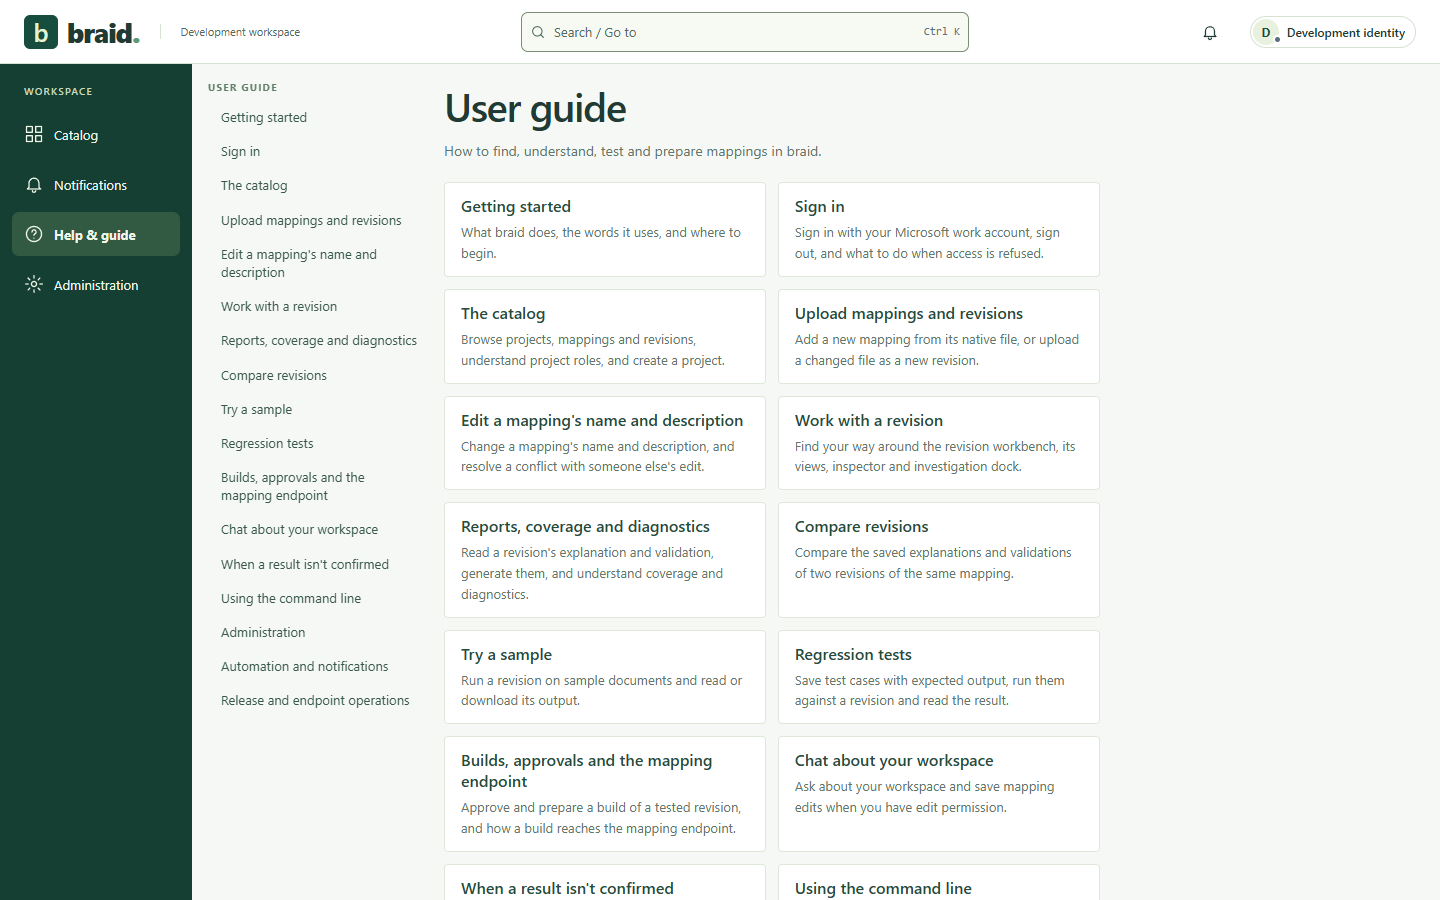 b braid.
Development workspace
Search / Go to
Ctrl K
D
Development identity
WORKSPACE
Catalog
Notifications
Help & guide
Administration
USER GUIDE
Getting started
Sign in
The catalog
Upload mappings and revisions
Edit a mapping's name and
description
Work with a revision
Reports, coverage and diagnostics
Compare revisions
Try a sample
Regression tests
Builds, approvals and the
mapping endpoint
Chat about your workspace
When a result isn't confirmed
Using the command line
Administration
Automation and notifications
Release and endpoint operations
User guide
How to find, understand, test and prepare mappings in braid.
Getting started
What braid does, the words it uses, and where to
begin.
Sign in
Sign in with your Microsoft work account, sign
out, and what to do when access is refused.
The catalog
Browse projects, mappings and revisions,
understand project roles, and create a project.
Upload mappings and revisions
Add a new mapping from its native file, or upload
a changed file as a new revision.
Edit a mapping's name and description
Change a mapping's name and description, and
resolve a conflict with someone else's edit.
Work with a revision
Find your way around the revision workbench, its
views, inspector and investigation dock.
Reports, coverage and diagnostics
Read a revision's explanation and validation,
generate them, and understand coverage and
diagnostics.
Compare revisions
Compare the saved explanations and validations
of two revisions of the same mapping.
Try a sample
Run a revision on sample documents and read or
download its output.
Regression tests
Save test cases with expected output, run them
against a revision and read the result.
Builds, approvals and the mapping
endpoint
Approve and prepare a build of a tested revision,
and how a build reaches the mapping endpoint.
Chat about your workspace
Ask about your workspace and save mapping
edits when you have edit permission.
When a result isn't confirmed
Using the command line